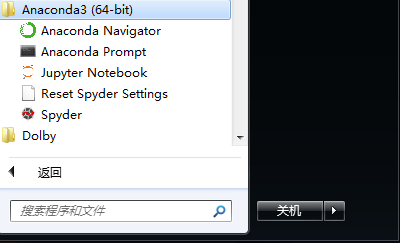 Anaconda3 (64-bit)
Anaconda Navigator
Anaconda Prompt
Jupyter Notebook
Reset Spyder Settings
Spyder
Dolby
返回
搜索程序和文件
关机